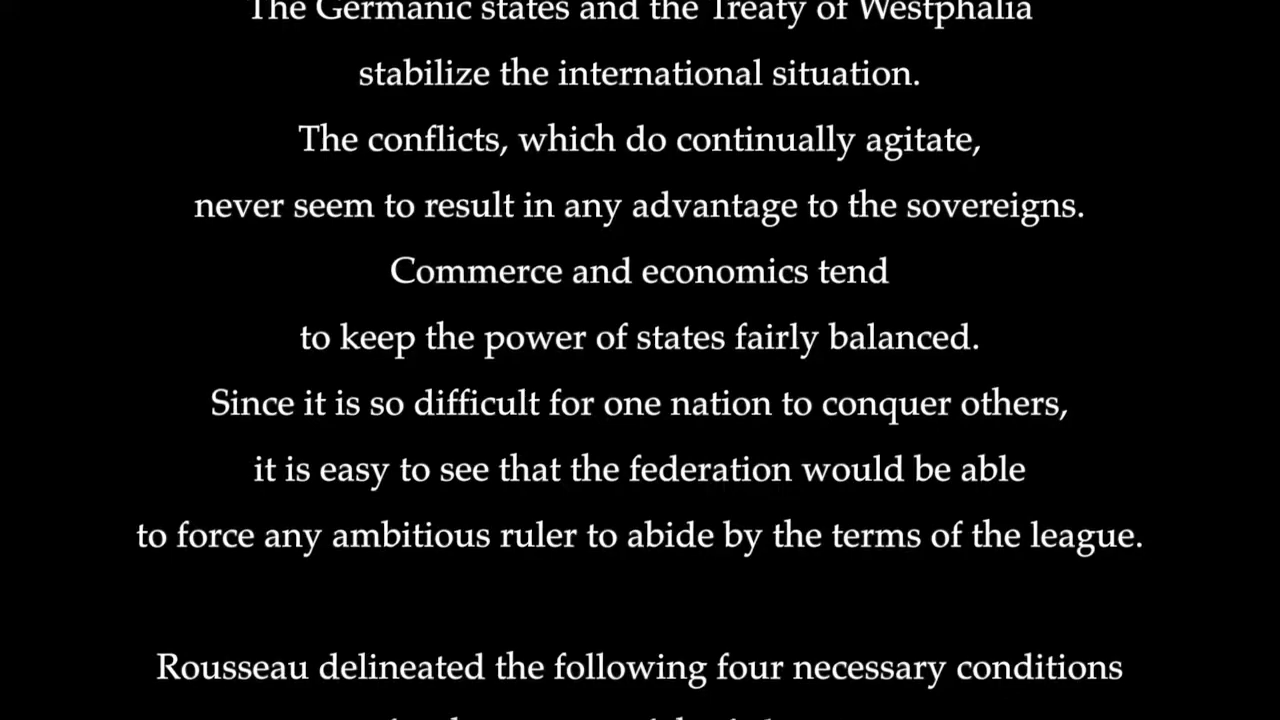 The Germanic states and the Treaty of Westphalia
stabilize the international situation.
The conflicts, which do continually agitate,
never seem to result in any advantage to the sovereigns.
Commerce and economics tend
to keep the power of states fairly balanced.
Since it is so difficult for one nation to conquer others,
it is easy to see that the federation would be able
to force any ambitious ruler to abide by the terms of the league.
Rousseau delineated the following four necessary conditions